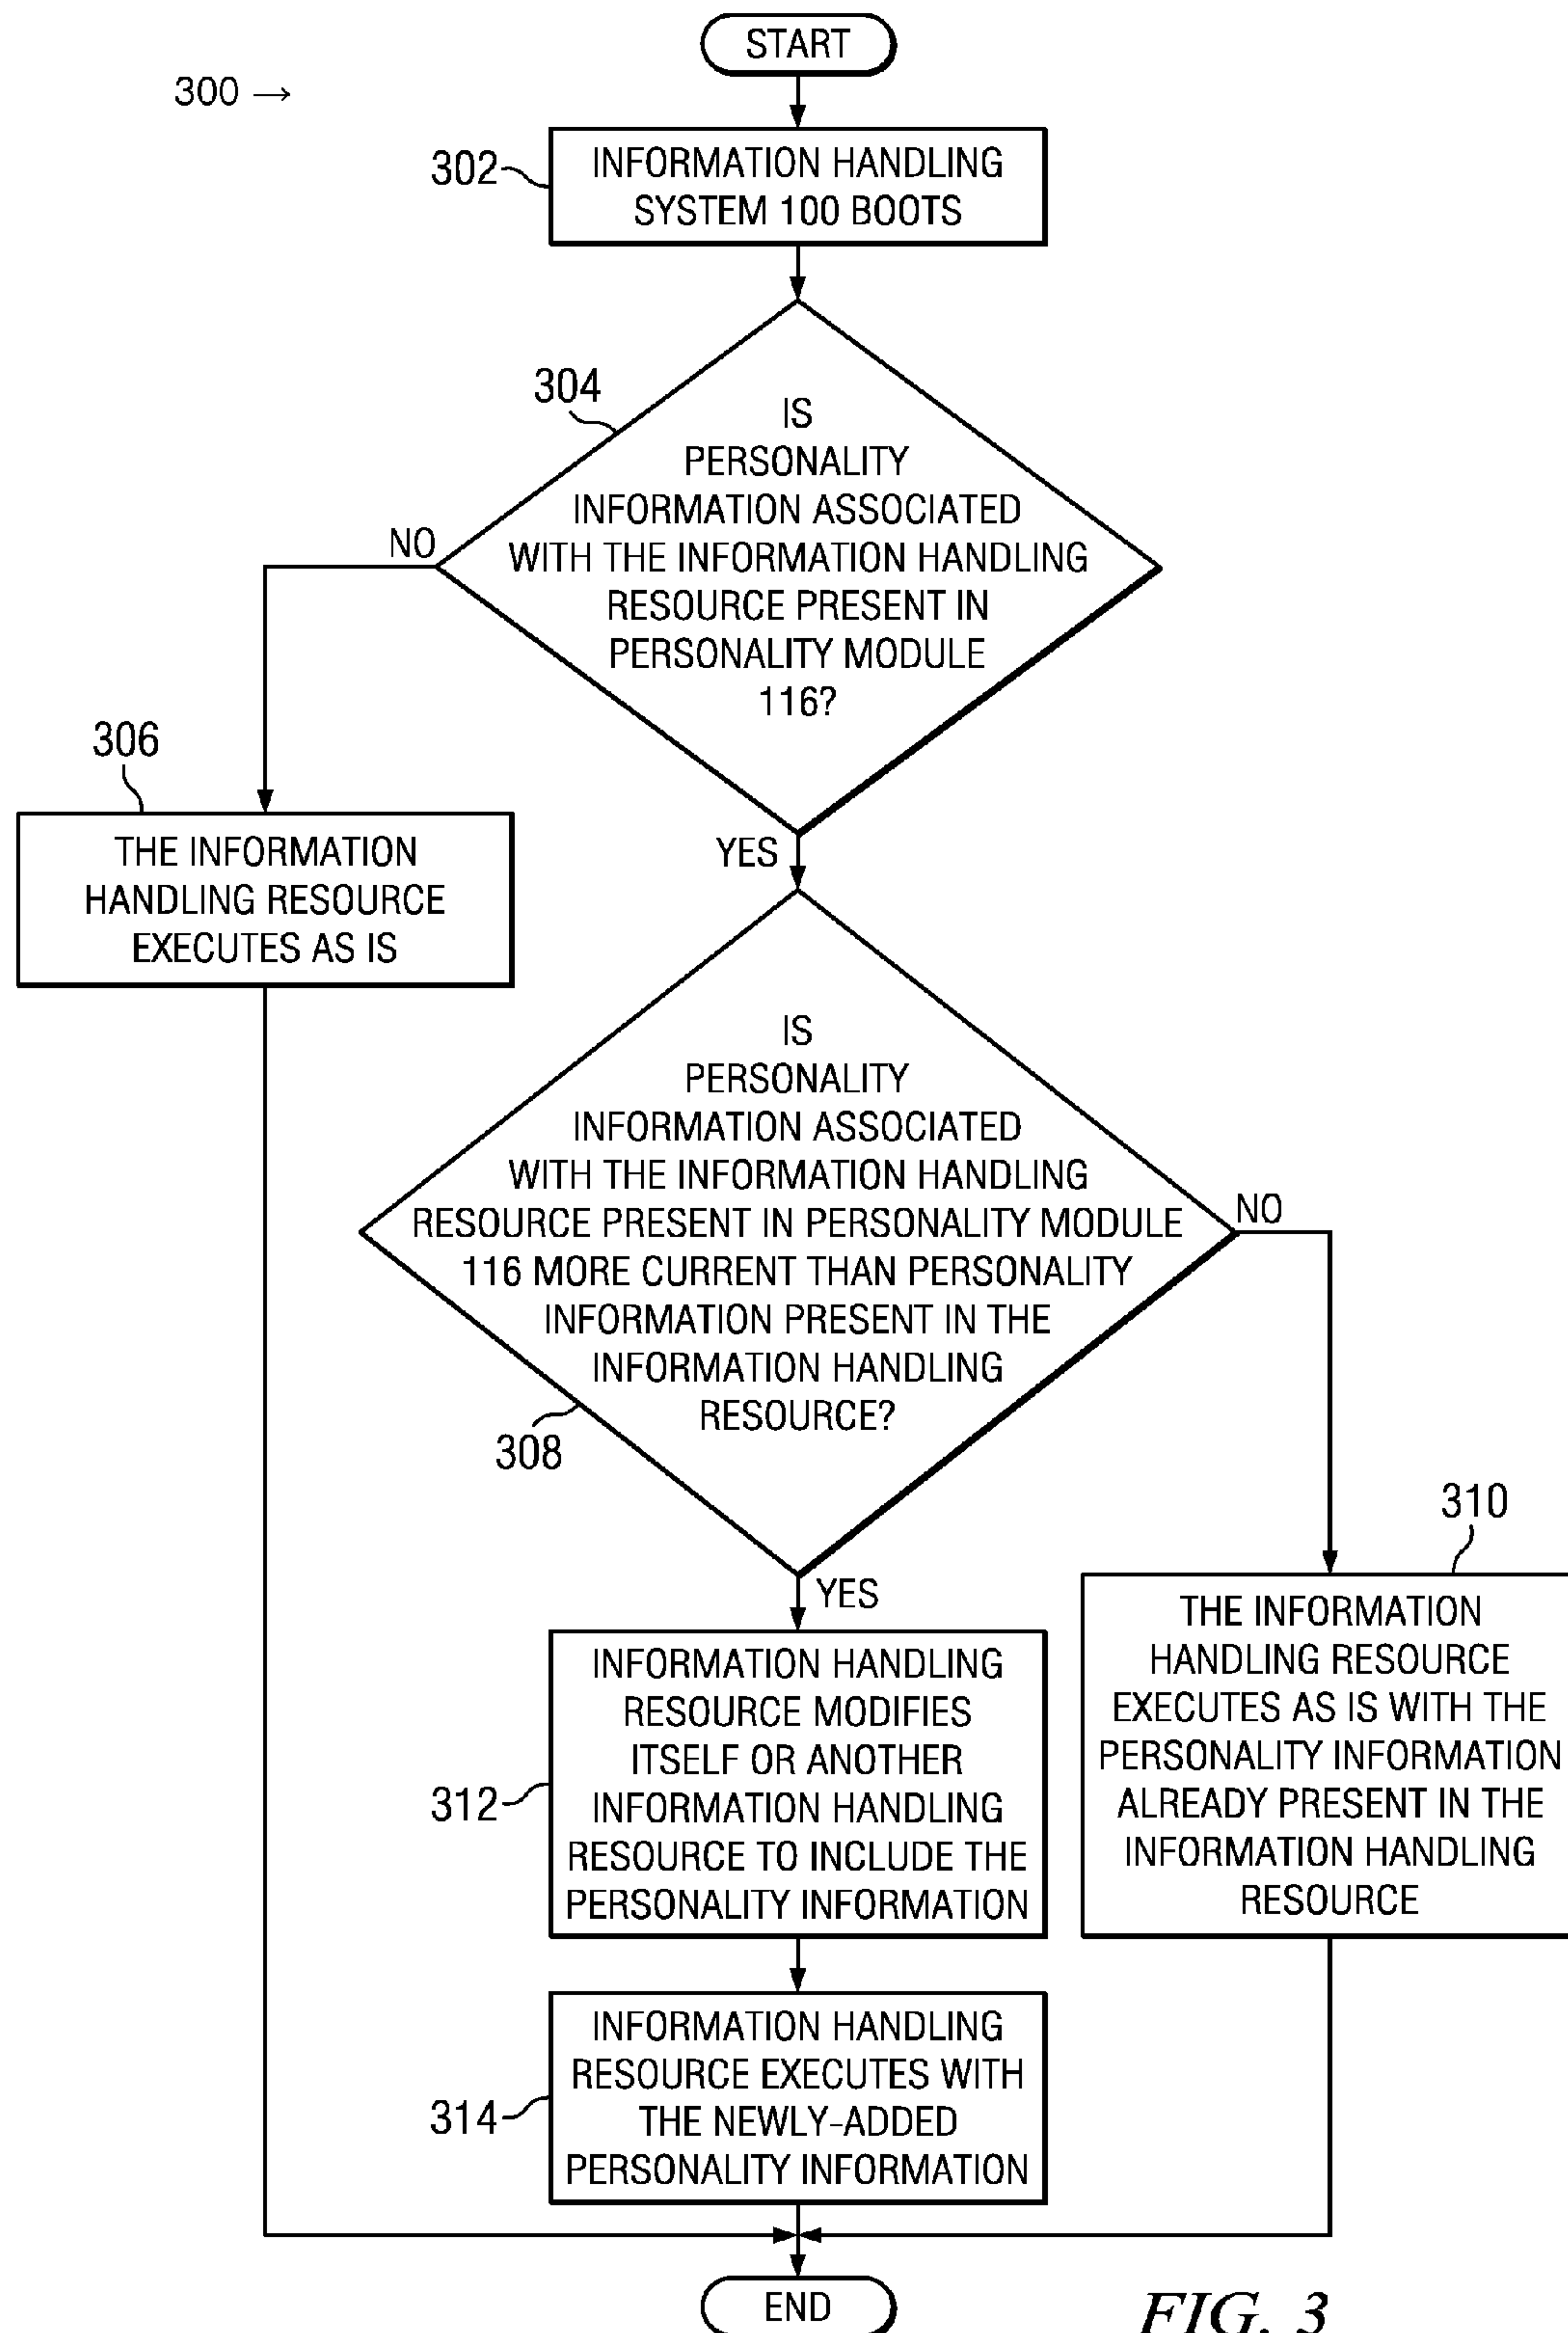 START
300 →
302
INFORMATION HANDLING
SYSTEM 100 BOOTS
304
IS
PERSONALITY
INFORMATION ASSOCIATED
WITH THE INFORMATION HANDLING
RESOURCE PRESENT IN
PERSONALITY MODULE
116?
NO
306
THE INFORMATION
HANDLING RESOURCE
EXECUTES AS IS
YES
IS
PERSONALITY
INFORMATION ASSOCIATED
WITH THE INFORMATION HANDLING
RESOURCE PRESENT IN PERSONALITY MODULE
116 MORE CURRENT THAN PERSONALITY
INFORMATION PRESENT IN THE
INFORMATION HANDLING
RESOURCE?
NO
308
310
YES
THE INFORMATION
HANDLING RESOURCE
EXECUTES AS IS WITH THE
PERSONALITY INFORMATION
ALREADY PRESENT IN THE
INFORMATION HANDLING
RESOURCE
312
INFORMATION HANDLING
RESOURCE MODIFIES
ITSELF OR ANOTHER
INFORMATION HANDLING
RESOURCE TO INCLUDE THE
PERSONALITY INFORMATION
314
INFORMATION HANDLING
RESOURCE EXECUTES WITH
THE NEWLY-ADDED
PERSONALITY INFORMATION
END
FIG. 3